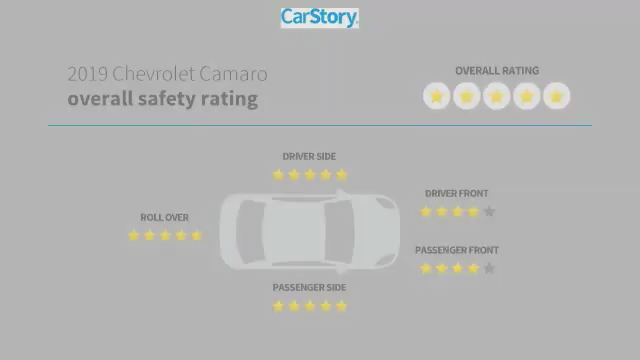 CarStory
2019 Chevrolet Camaro
overall safety rating
OVERALL RATING
DRIVER SIDE
DRIVER FRONT
ROLL OVER
PASSENGER FRONT
PASSENGER SIDE